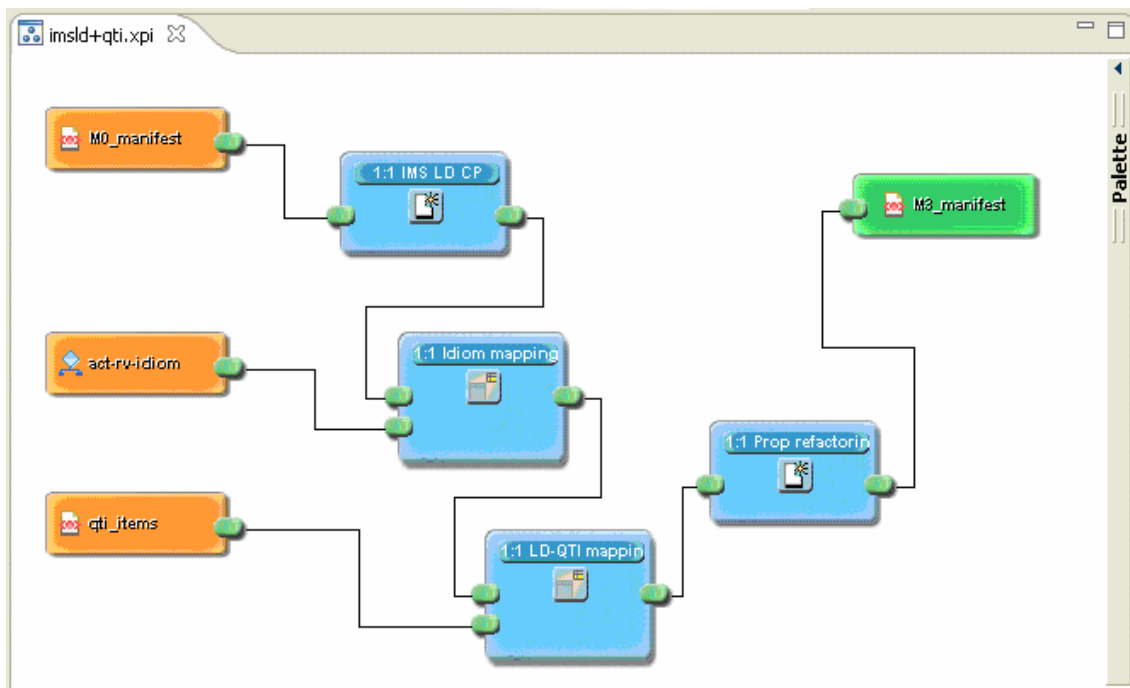 imsld+qti.xpi
M0_manifest
1:1 IMS LD CP
M3_manifest
Palette
act-rv-idiom
1:1 Idiom mapping
1:1 Prop refactorin
qti_items
1:1 LD-QTI mappin